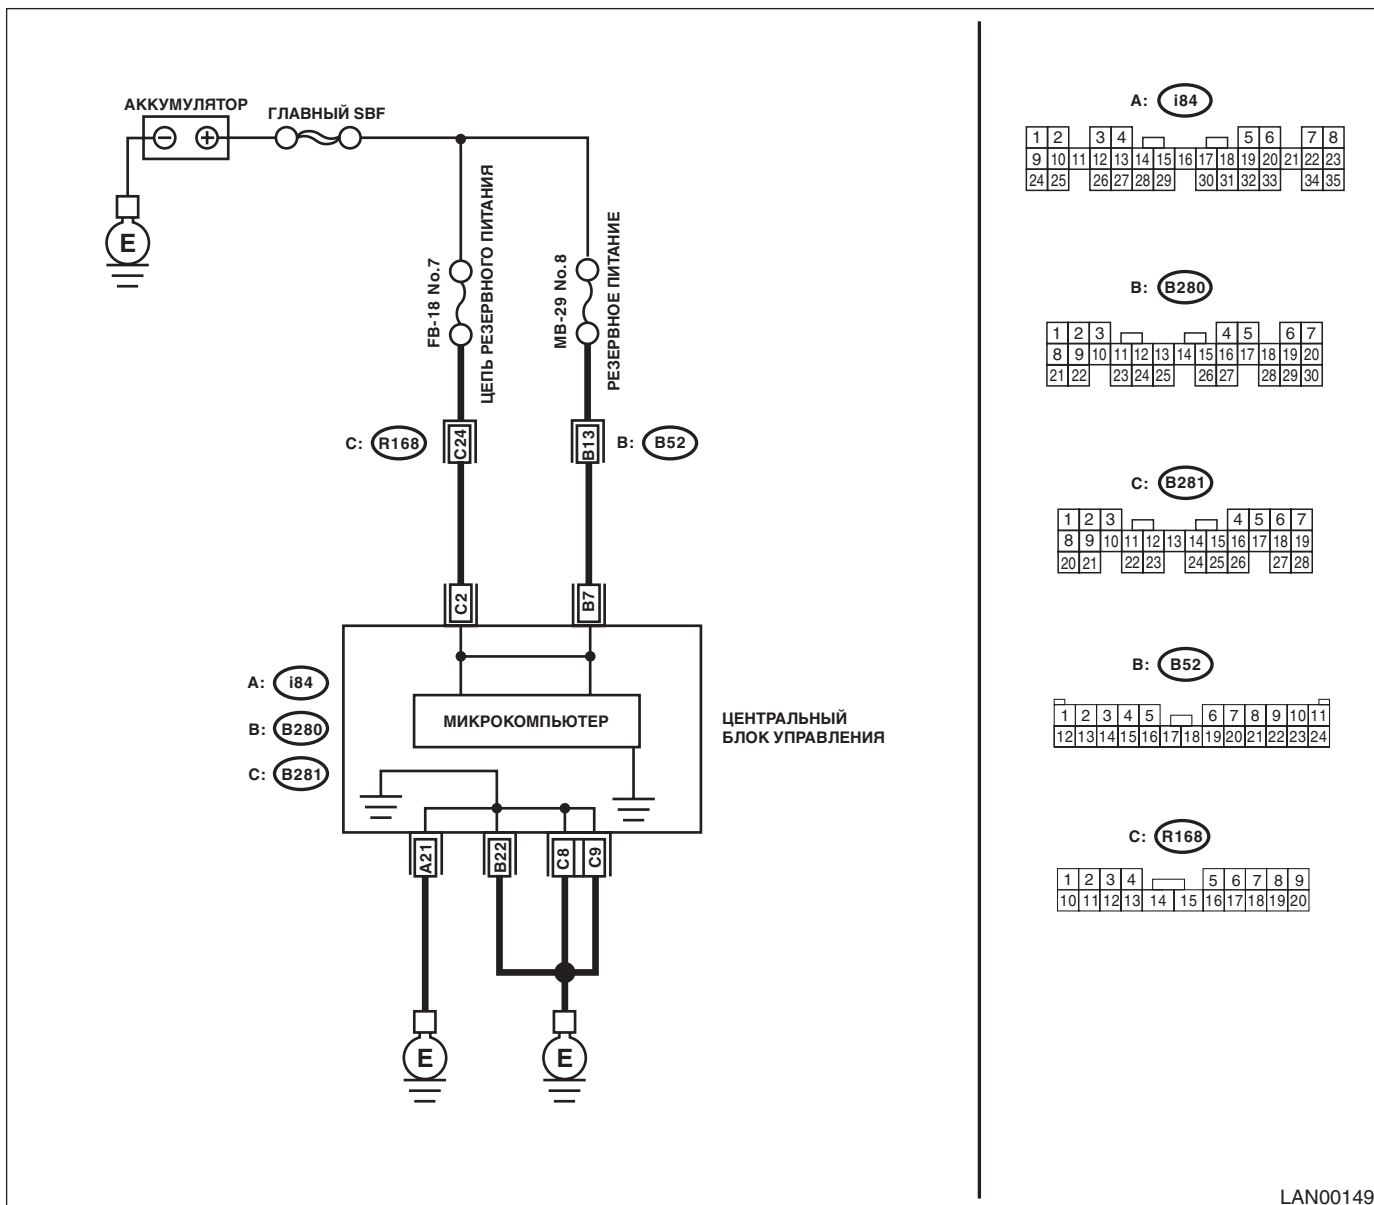 АККУМУЛЯТОР
ГЛАВНЫЙ SBF
E
FB-18 No.7
ЦЕПЬ РЕЗЕРВНОГО ПИТАНИЯ
MB-29 No.8
РЕЗЕРВНОЕ ПИТАНИЕ
C: R168
C24
B13
B: B52
C2
B7
A: i84
B: B280
C: B281
МИКРОКОМПЬЮТЕР
ЦЕНТРАЛЬНЫЙ
БЛОК УПРАВЛЕНИЯ
A21
B22
C8
C9
E
E
A: i84
1 2 3 4 5 6 7 8
9 10 11 12 13 14 15 16 17 18 19 20 21 22 23
24 25 26 27 28 29 30 31 32 33 34 35
B: B280
1 2 3 4 5 6 7
8 9 10 11 12 13 14 15 16 17 18 19 20
21 22 23 24 25 26 27 28 29 30
C: B281
1 2 3 4 5 6 7
8 9 10 11 12 13 14 15 16 17 18 19
20 21 22 23 24 25 26 27 28
B: B52
1 2 3 4 5 6 7 8 9 10 11
12 13 14 15 16 17 18 19 20 21 22 23 24
C: R168
1 2 3 4 5 6 7 8 9
10 11 12 13 14 15 16 17 18 19 20
LAN00149